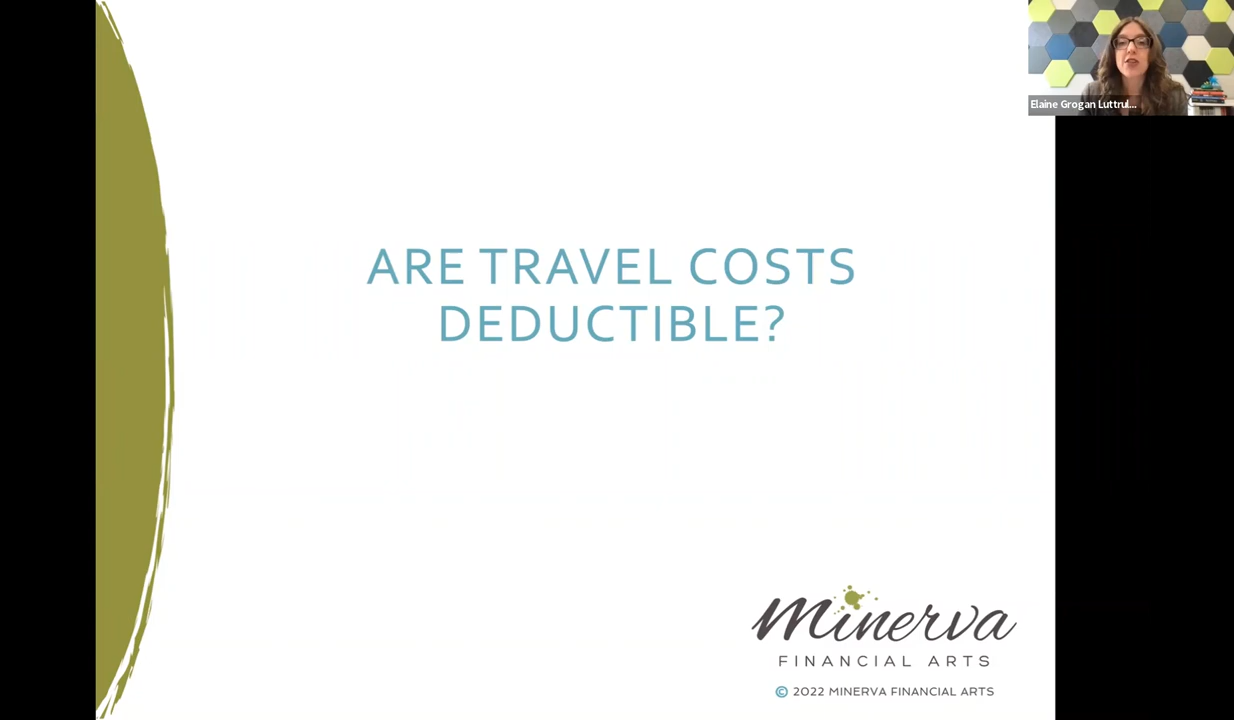 Elaine Grogan Luttrul...
ARE TRAVEL COSTS
DEDUCTIBLE?
Minerva
FINANCIAL ARTS
© 2022 MINERVA FINANCIAL ARTS